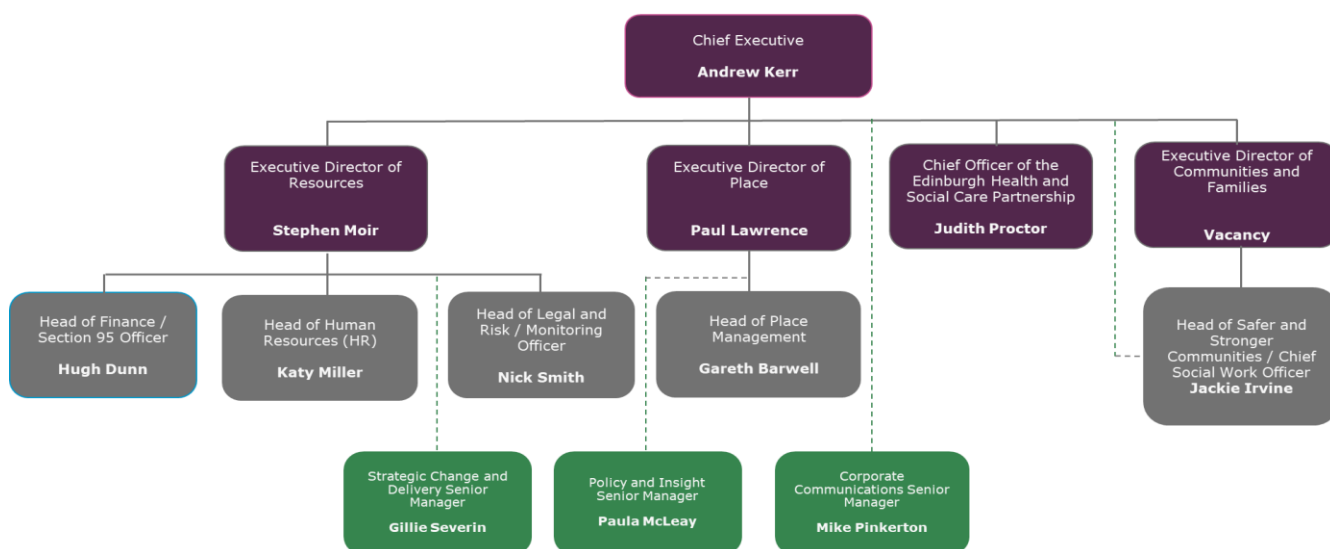 Chief Executive
Andrew Kerr
Executive Director of
Resources
Stephen Moir
Executive Director of
Place
Paul Lawrence
Chief Officer of the
Edinburgh Health and
Social Care Partnership
Judith Proctor
Executive Director of
Communities and
Families
Vacancy
Head of Finance /
Section 95 Officer
Hugh Dunn
Head of Human
Resources (HR)
Katy Miller
Head of Legal and
Risk / Monitoring
Officer
Nick Smith
Head of Place
Management
Gareth Barwell
Head of Safer and
Stronger
Communities / Chief
Social Work Officer
Jackie Irvine
Strategic Change and
Delivery Senior
Manager
Gillie Severin
Policy and Insight
Senior Manager
Paula McLeay
Corporate
Communications Senior
Manager
Mike Pinkerton